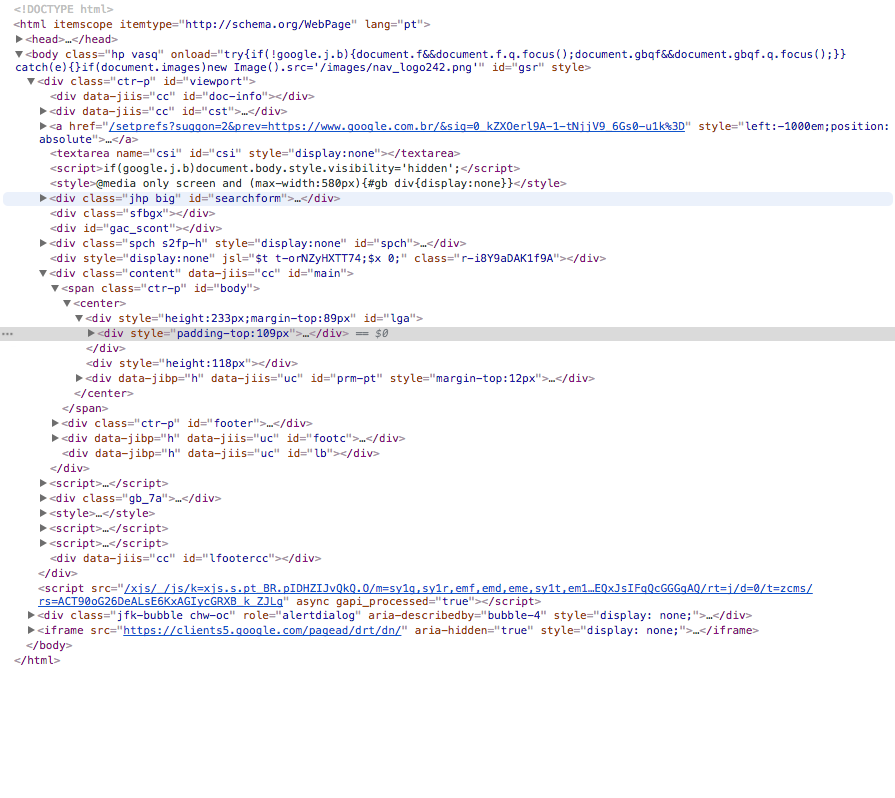 <!DOCTYPE html>
<html itemscope itemtype="http://schema.org/WebPage" lang="pt">
<head>…</head>
<body class="hp vasq" onload="try{if(!google.j.b){document.f&&document.f.q.focus();document.gbqf&&document.gbqf.q.focus();}}
catch(e){}if(document.images)new Image().src='/images/nav_logo242.png'" id="gsr" style>
<div class="ctr-p" id="viewport">
<div data-jiis="cc" id="doc-info"></div>
<div data-jiis="cc" id="cst">…</div>
<a href="/setprefs?suggon=2&prev=https://www.google.com.br/&sig=0_kZXOerl9A-1-tNjjV9_6Gs0-u1k%3D" style="left:-1000em;position:
absolute">…</a>
<textarea name="csi" id="csi" style="display:none"></textarea>
<script>if(google.j.b)document.body.style.visibility='hidden';</script>
<style>@media only screen and (max-width:580px){#gb div{display:none}}</style>
<div class="jhp big" id="searchform">…</div>
<div class="sfbgx"></div>
<div id="gac_scont"></div>
<div class="spch s2fp-h" style="display:none" id="spch">…</div>
<div style="display:none" jsl="$t t-orNZyHXTT74;$x 0;" class="r-i8Y9aDAK1f9A"></div>
<div class="content" data-jiis="cc" id="main">
<span class="ctr-p" id="body">
<center>
<div style="height:233px;margin-top:89px" id="lga">
… <div style="padding-top:109px">…</div> == $0
</div>
<div style="height:118px"></div>
<div data-jibp="h" data-jiis="uc" id="prm-pt" style="margin-top:12px">…</div>
</center>
</span>
<div class="ctr-p" id="footer">…</div>
<div data-jibp="h" data-jiis="uc" id="footc">…</div>
<div data-jibp="h" data-jiis="uc" id="lb"></div>
</div>
<script>…</script>
<div class="gb_7a">…</div>
<style>…</style>
<script>…</script>
<script>…</script>
<div data-jiis="cc" id="lfootercc"></div>
</div>
<script src="/xjs/_/js/k=xjs.s.pt_BR.pIDHZIJvQkQ.O/m=sy1q,sy1r,emf,emd,eme,sy1t,em1…EQxJsIFqQcGGGgAQ/rt=j/d=0/t=zcms/
rs=ACT90oG26DeALsE6KxAGIycGRXB_k_ZJLg" async gapi_processed="true"></script>
<div class="jfk-bubble chw-oc" role="alertdialog" aria-describedby="bubble-4" style="display: none;">…</div>
<iframe src="https://clients5.google.com/pagead/drt/dn/" aria-hidden="true" style="display: none;">…</iframe>
</body>
</html>